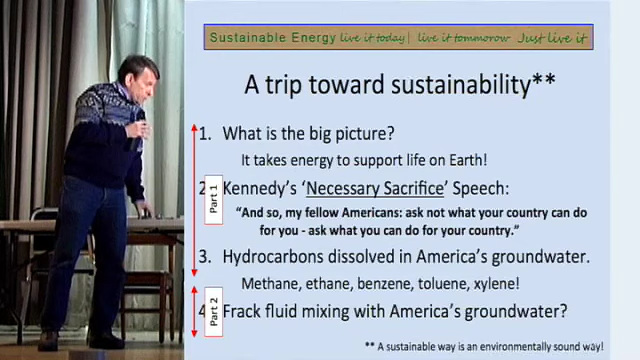 Sustainable Energy live it today| live it tommorow Just live it
A trip toward sustainability**
1. What is the big picture?
It takes energy to support life on Earth!
2. Kennedy's 'Necessary Sacrifice' Speech:
"And so, my fellow Americans: ask not what your country can do
for you - ask what you can do for your country."
3. Hydrocarbons dissolved in America's groundwater.
Methane, ethane, benzene, toluene, xylene!
4. Frack fluid mixing with America's groundwater?
Part 1
Part 2
** A sustainable way is an environmentally sound way!